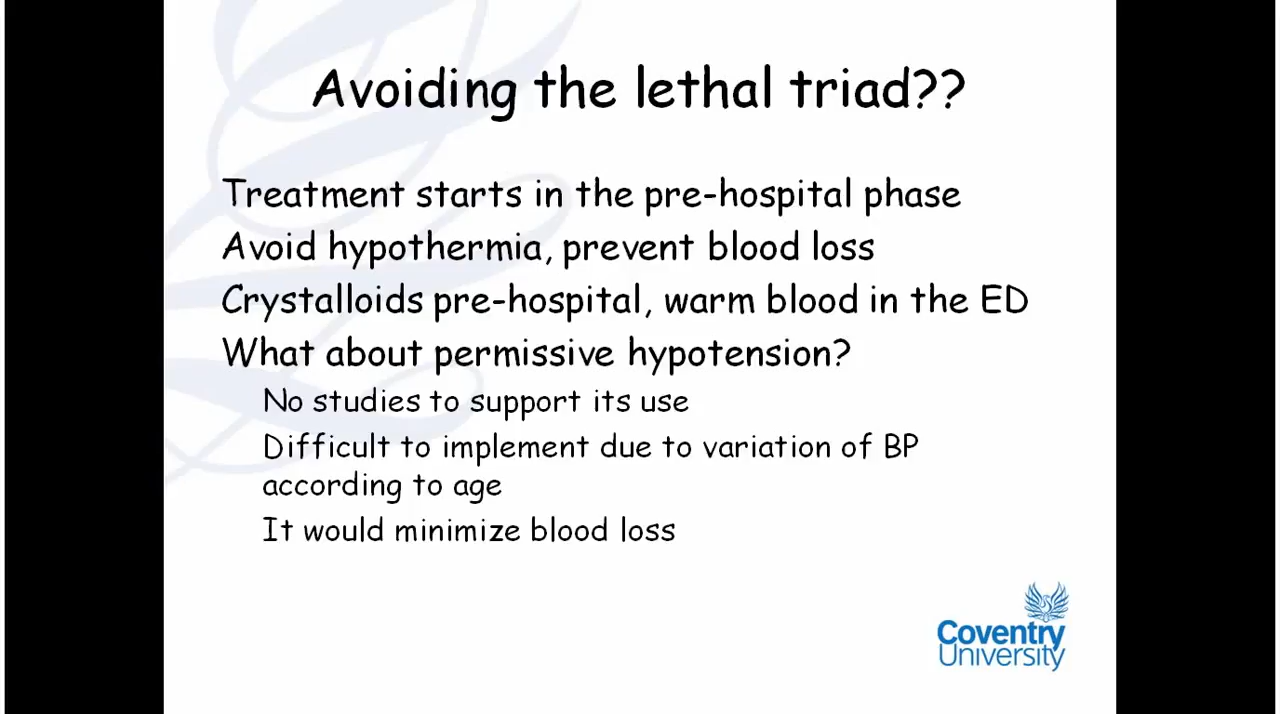 Avoiding the lethal triad??
Treatment starts in the pre-hospital phase
Avoid hypothermia, prevent blood loss
Crystalloids pre-hospital, warm blood in the ED
What about permissive hypotension?
No studies to support its use
Difficult to implement due to variation of BP
according to age
It would minimize blood loss
Coventry
University